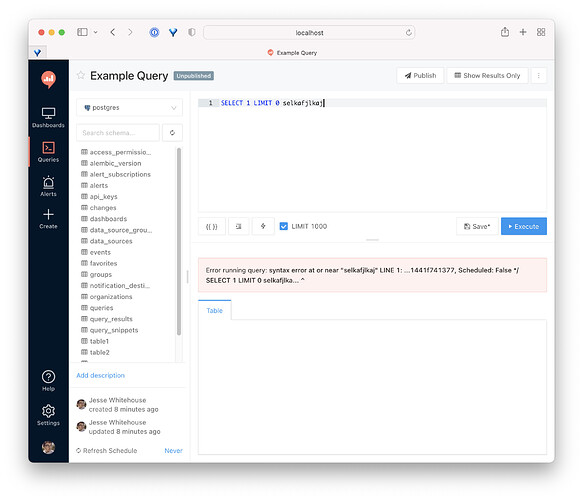 localhost
Example Query
Example Query
Unpublished
Publish
Show Results Only
Dashboards
Queries
Alerts
Create
Help
Settings
postgres
Search schema...
access_permissio...
alembic_version
alert_subscriptions
alerts
api_keys
changes
dashboards
data_source_grou...
data_sources
events
favorites
groups
notification_desti...
organizations
queries
query_results
query_snippets
table1
table2
Add description
Jesse Whitehouse
created 8 minutes ago
Jesse Whitehouse
updated 8 minutes ago
Refresh Schedule
Never
1 SELECT 1 LIMIT 0 selkafjlkaj
{{ }}
LIMIT 1000
Save*
Execute
Error running query: syntax error at or near "selkafjlkaj" LINE 1: ...1441f741377, Scheduled: False */
SELECT 1 LIMIT 0 selkafjlka... ^
Table